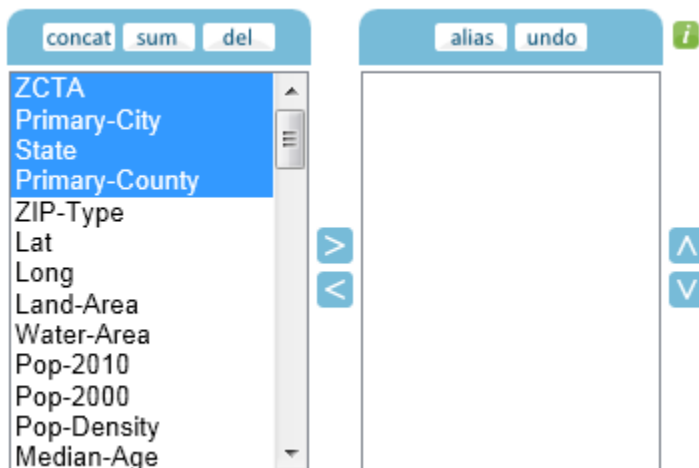 concat sum del alias undo i
ZCTA
Primary-City
State
Primary-County
ZIP-Type
Lat
Long
Land-Area
Water-Area
Pop-2010
Pop-2000
Pop-Density
Median-Age
>
<